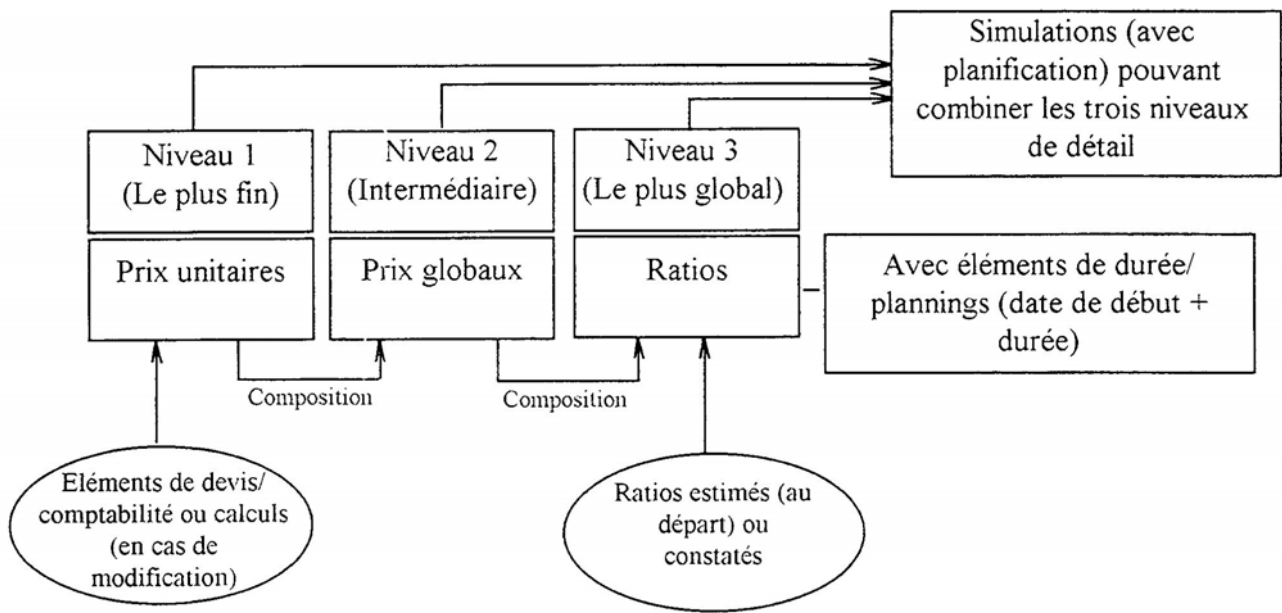 Simulations (avec
planification) pouvant
combiner les trois niveaux
de détail
Niveau 1
(Le plus fin)
Niveau 2
(Intermédiaire)
Niveau 3
(Le plus global)
Prix unitaires
Prix globaux
Ratios
Avec éléments de durée/
plannings (date de début +
durée)
Composition
Composition
Eléments de devis/
comptabilité ou calculs
(en cas de
modification)
Ratios estimés (au
départ) ou
constatés